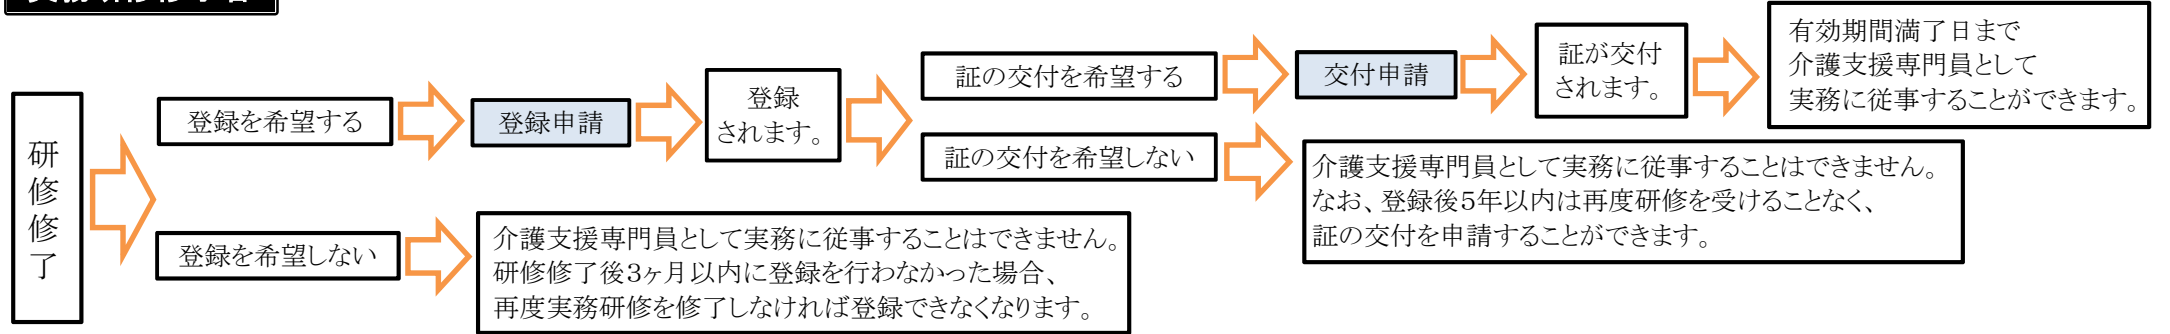 研修修了
登録を希望する
登録申請
登録
されます。
証の交付を希望する
交付申請
証が交付
されます。
有効期間満了日まで
介護支援専門員として
実務に従事することができます。
証の交付を希望しない
介護支援専門員として実務に従事することはできません。
なお、登録後5年以内は再度研修を受けることなく、
証の交付を申請することができます。
登録を希望しない
介護支援専門員として実務に従事することはできません。
研修修了後3ヶ月以内に登録を行わなかった場合、
再度実務研修を修了しなければ登録できなくなります。